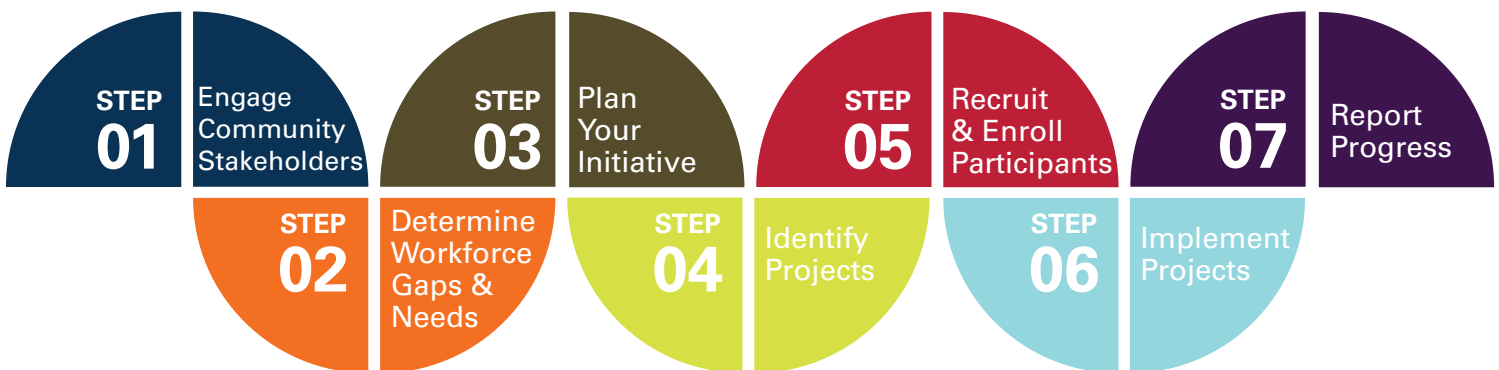 STEP
01
Engage
Community
Stakeholders
STEP
02
Determine
Workforce
Gaps &
Needs
STEP
03
Plan
Your
Initiative
STEP
04
Identify
Projects
STEP
05
Recruit
& Enroll
Participants
STEP
06
Implement
Projects
STEP
07
Report
Progress